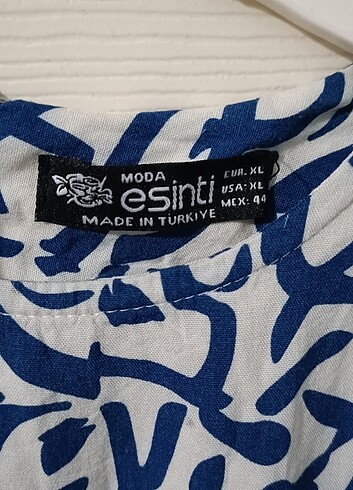 MODA
esinti
MADE IN TÜRKIYE
EUR: XL
USA: XL
MEX: 44